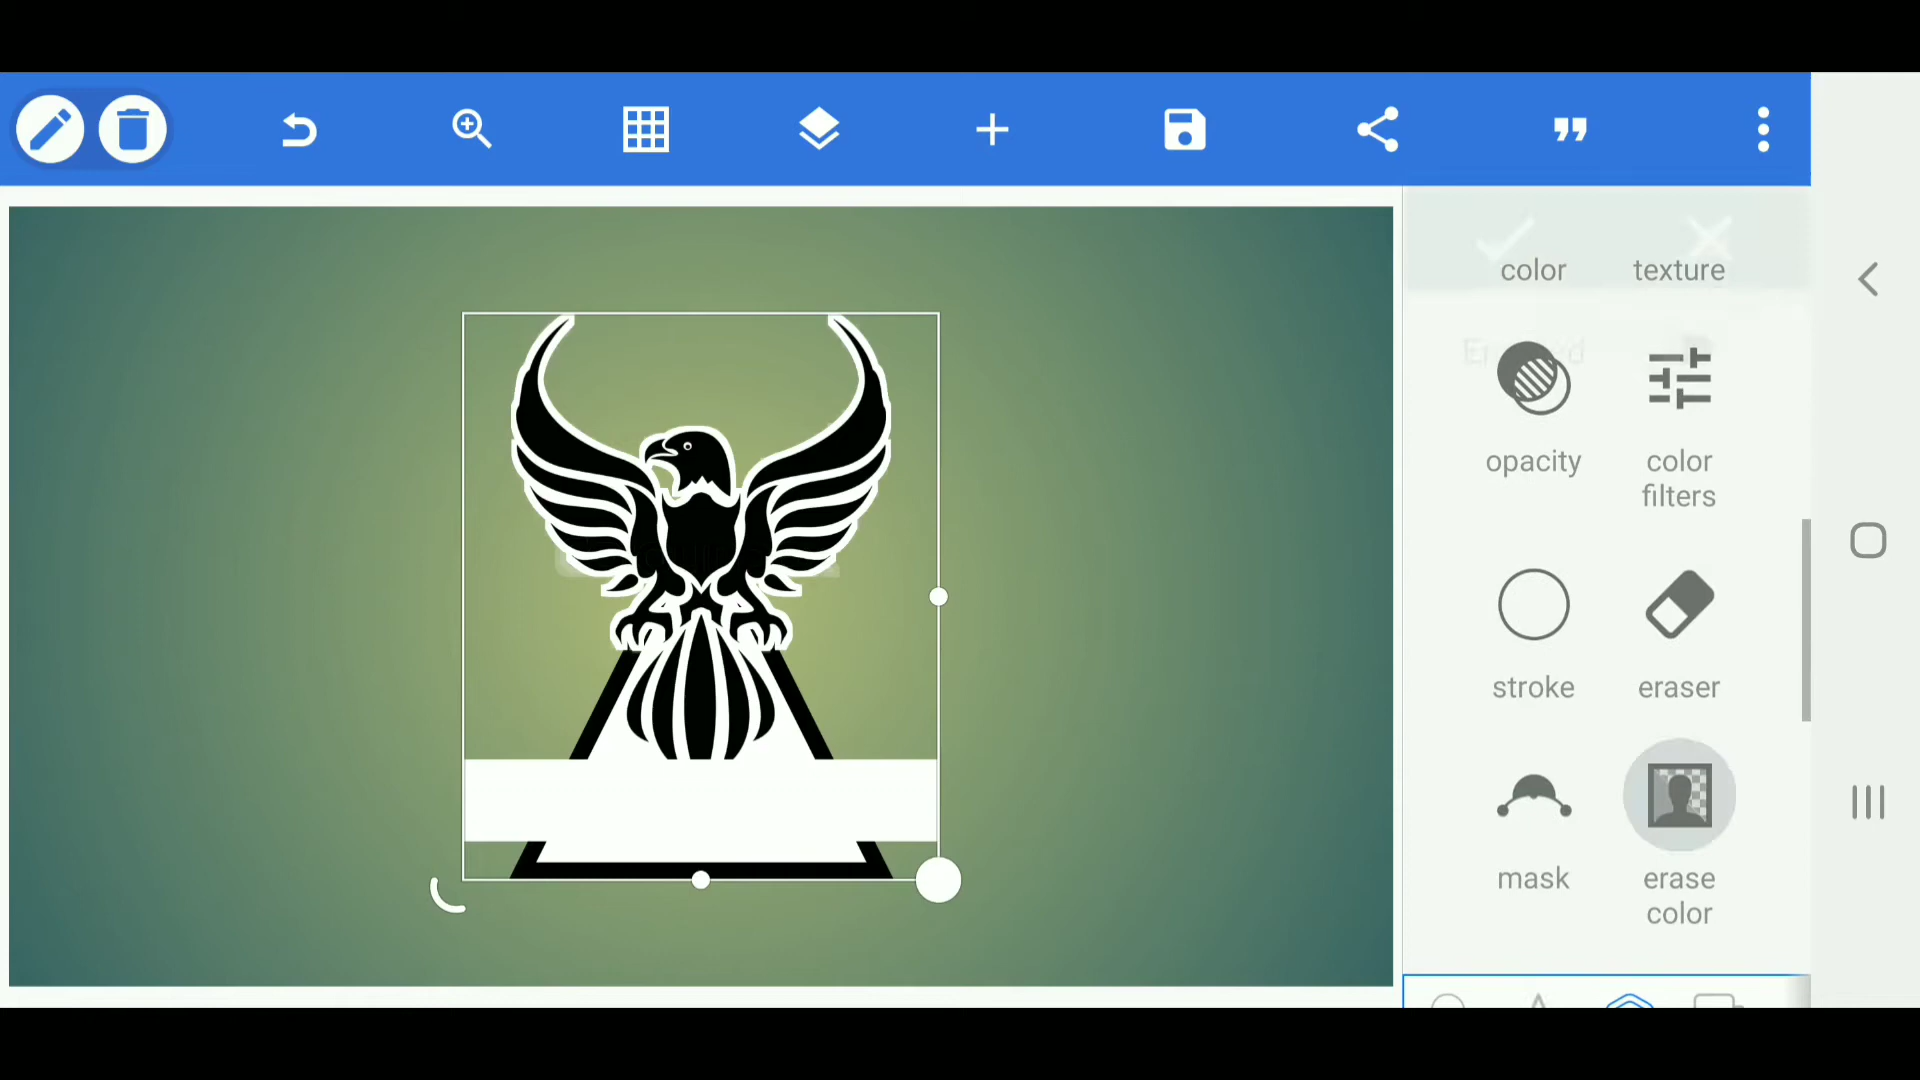 color texture
opacity color
filters
stroke eraser
mask erase
color